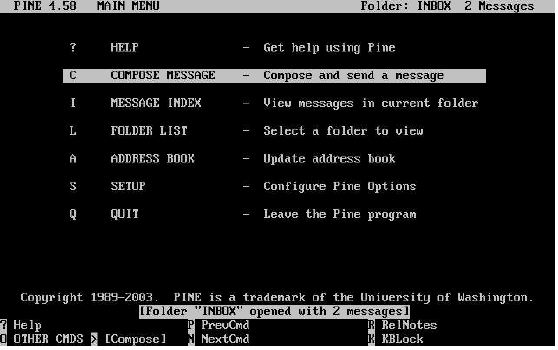 PINE 4.58   MAIN MENU   Folder: INBOX  2 Messages
?   HELP   -  Get help using Pine
C   COMPOSE MESSAGE   -  Compose and send a message
I   MESSAGE INDEX   -  View messages in current folder
L   FOLDER LIST   -  Select a folder to view
A   ADDRESS BOOK   -  Update address book
S   SETUP   -  Configure Pine Options
Q   QUIT   -  Leave the Pine program
Copyright 1989-2003.  PINE is a trademark of the University of Washington.
[Folder "INBOX" opened with 2 messages]
? Help   P PrevCmd   R RelNotes
O OTHER CMDS > [Compose]   N NextCmd   K KBLock